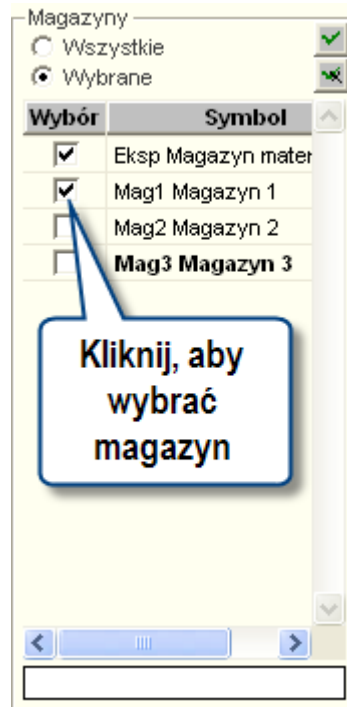 Magazyny
Wszystkie
Wybrane
Wybór Symbol
Eksp Magazyn mater
Mag1 Magazyn 1
Mag2 Magazyn 2
Mag3 Magazyn 3
Kliknij, aby
wybrać
magazyn